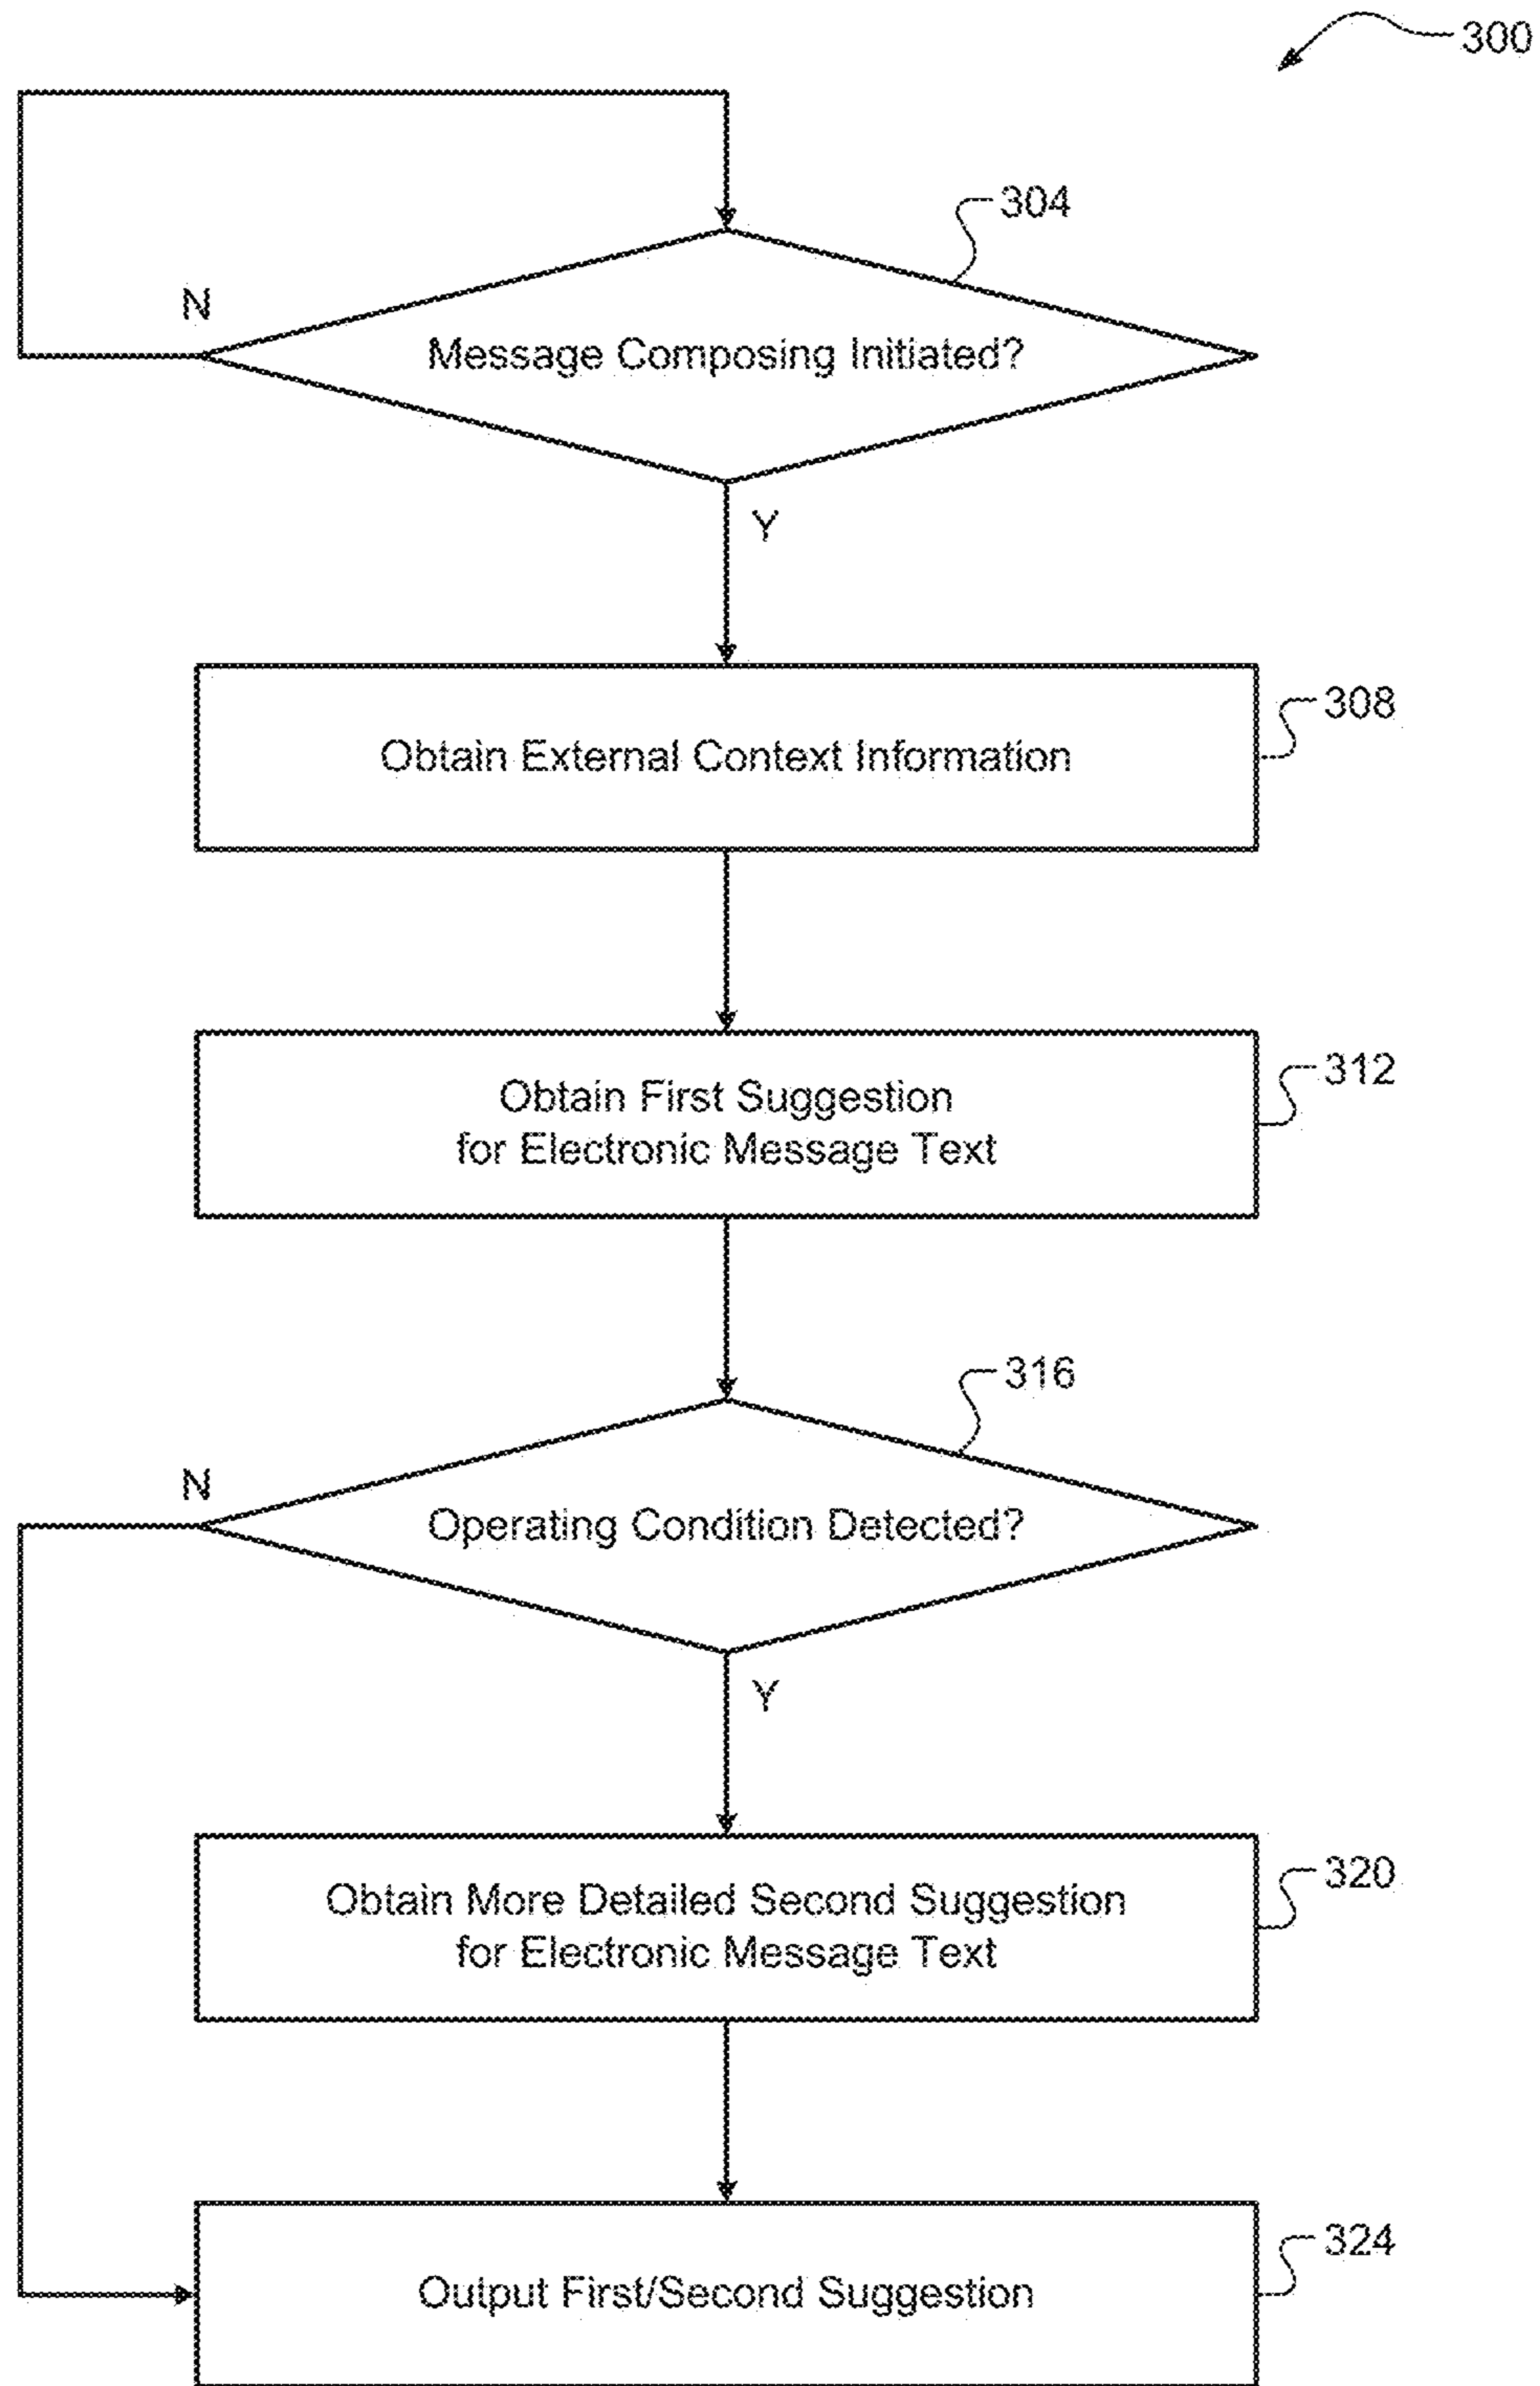 300
304
N
Message Composing Initiated?
Y
308
Obtain External Context Information
312
Obtain First Suggestion
for Electronic Message Text
316
N
Operating Condition Detected?
Y
320
Obtain More Detailed Second Suggestion
for Electronic Message Text
324
Output First/Second Suggestion